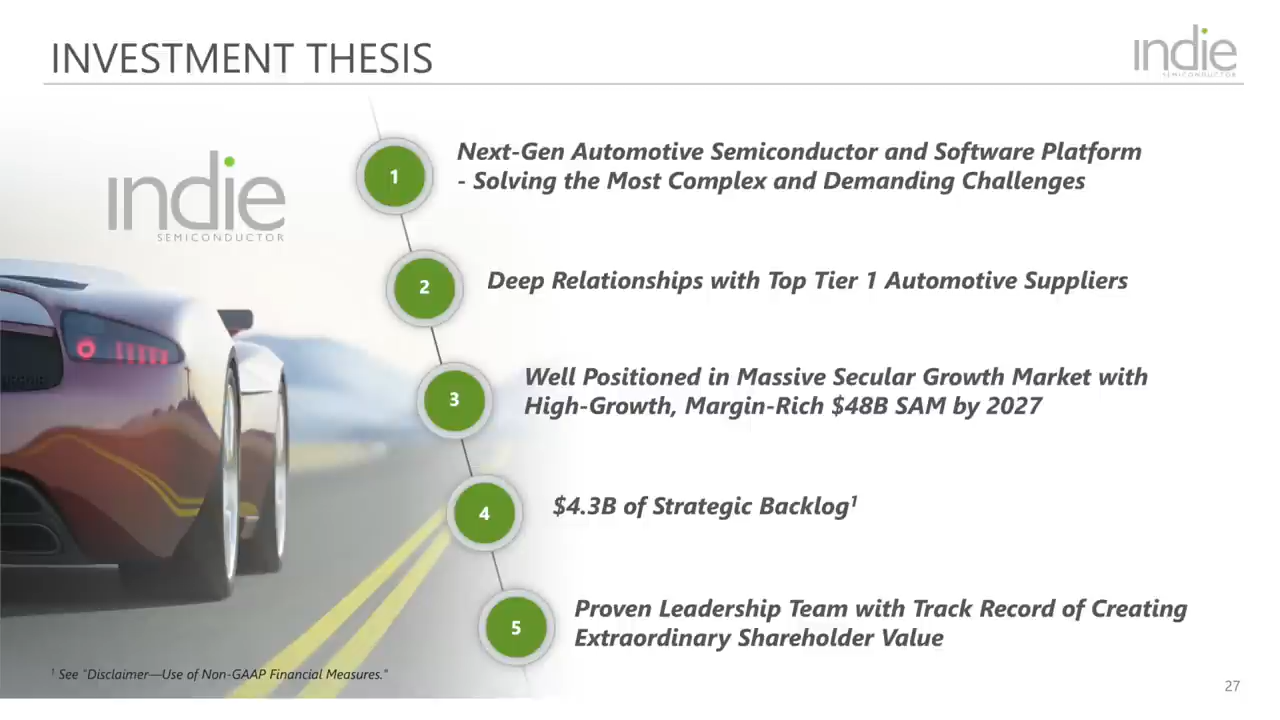 INVESTMENT THESIS
indie
SEMICONDUCTOR
indie
SEMICONDUCTOR
1
Next-Gen Automotive Semiconductor and Software Platform
- Solving the Most Complex and Demanding Challenges
2
Deep Relationships with Top Tier 1 Automotive Suppliers
3
Well Positioned in Massive Secular Growth Market with
High-Growth, Margin-Rich $48B SAM by 2027
4
$4.3B of Strategic Backlog¹
5
Proven Leadership Team with Track Record of Creating
Extraordinary Shareholder Value
¹ See "Disclaimer—Use of Non-GAAP Financial Measures."
27